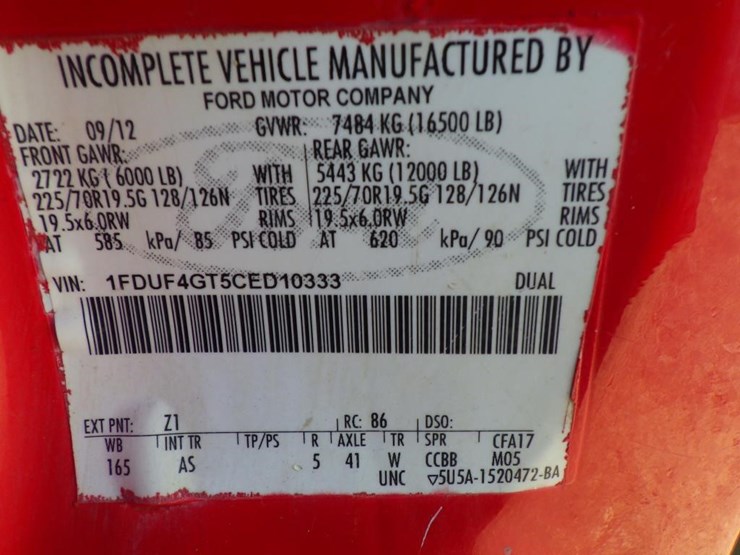 INCOMPLETE VEHICLE MANUFACTURED BY
FORD MOTOR COMPANY
DATE: 09/12 GVWR: 7484 KG (16500 LB)
FRONT GAWR: REAR GAWR:
2722 KG ( 6000 LB) WITH 5443 KG (12000 LB) WITH
225/70R19.5G 128/126N TIRES 225/70R19.5G 128/126N TIRES
19.5x6.0RW RIMS 19.5x6.0RW RIMS
AT 585 kPa/ 85 PSI COLD AT 620 kPa/ 90 PSI COLD
VIN: 1FDUF4GT5CED10333 DUAL
EXT PNT: Z1 RC: 86 DSO:
WB INT TR TP/PS R AXLE TR SPR CFA17
165 AS 5 41 W CCBB M05
UNC ▽5U5A-1520472-BA